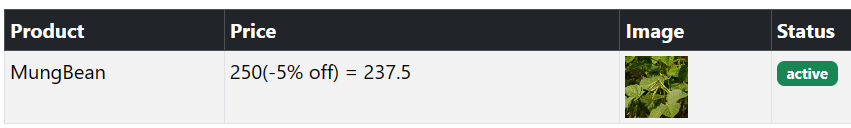 Product Price Image Status
MungBean 250(-5% off) = 237.5 active